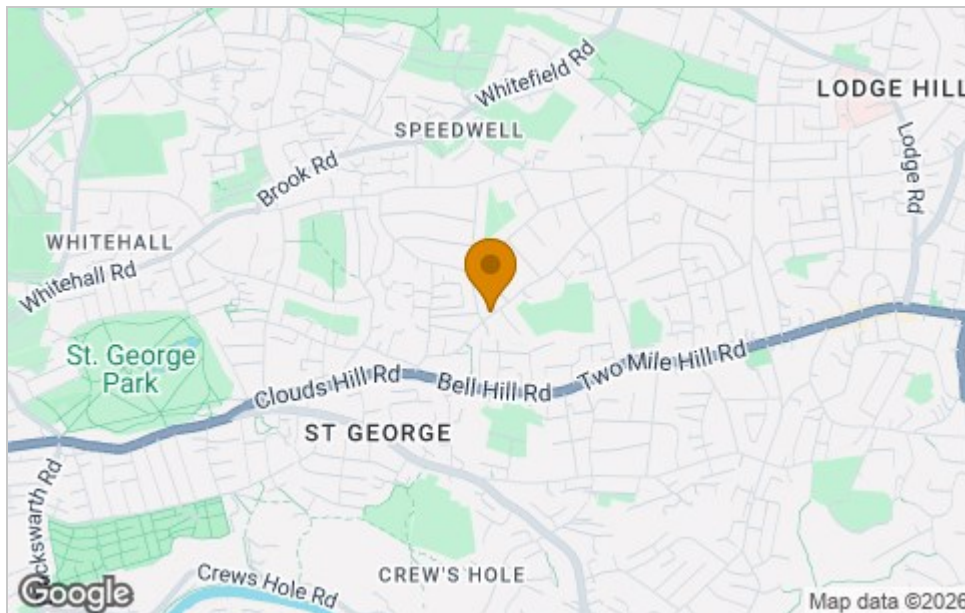 Whitefield Rd
LODGE HILL
SPEEDWELL
Lodge Rd
Brook Rd
WHITEHALL
Whitehall Rd
St. George
Park
Two Mile Hill Rd
Clouds Hill Rd
Bell Hill Rd
ST GEORGE
CREW'S HOLE
Crews Hole Rd
Google
Map data ©2026